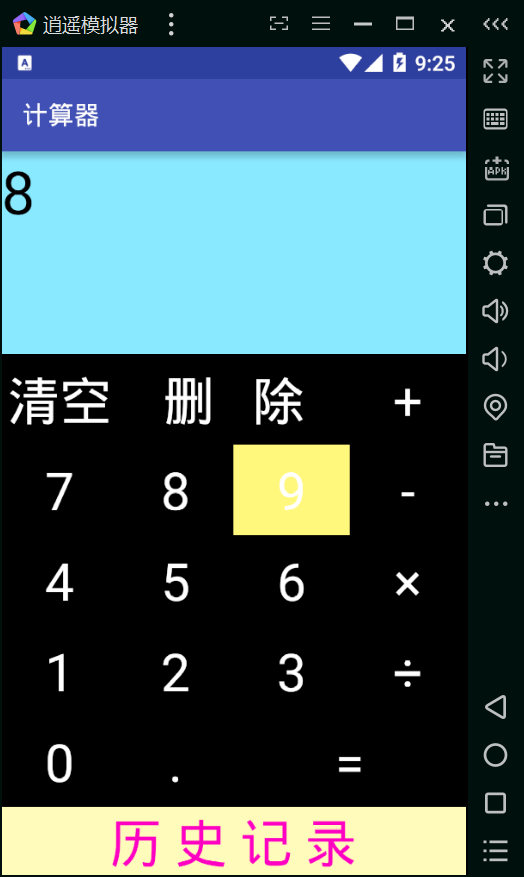 逍遥模拟器
A 9:25
APK
计算器
8
清空 删 除 +
7 8 9 -
4 5 6 ×
1 2 3 ÷
0 . =
历 史 记 录